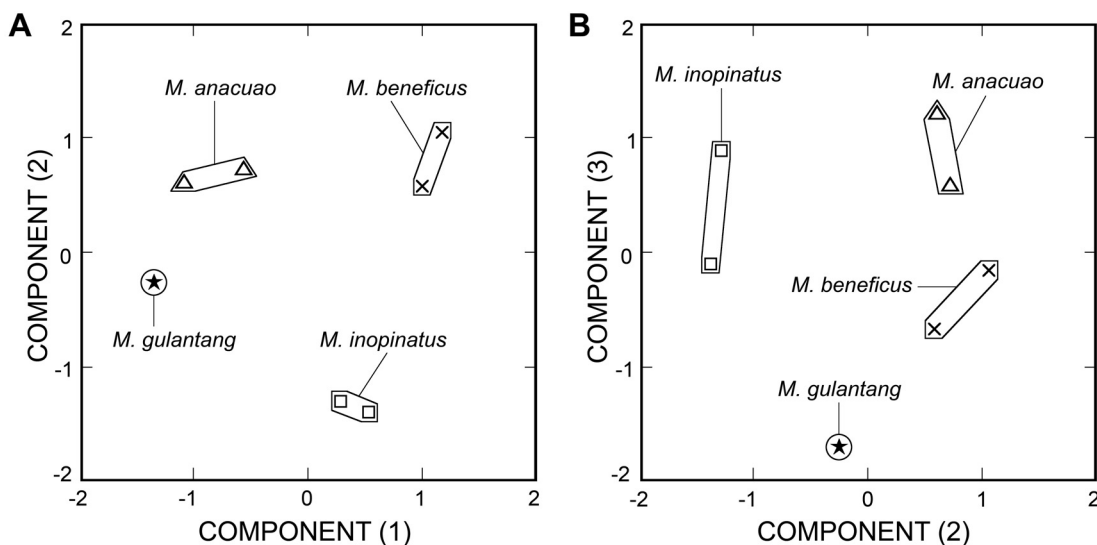 A
COMPONENT (2)
2
1
0
-1
-2
M. anacuao
M. beneficus
M. gulantang
M. inopinatus
-2 -1 0 1 2
COMPONENT (1)
B
COMPONENT (3)
2
1
0
-1
-2
M. inopinatus
M. anacuao
M. beneficus
M. gulantang
-2 -1 0 1 2
COMPONENT (2)